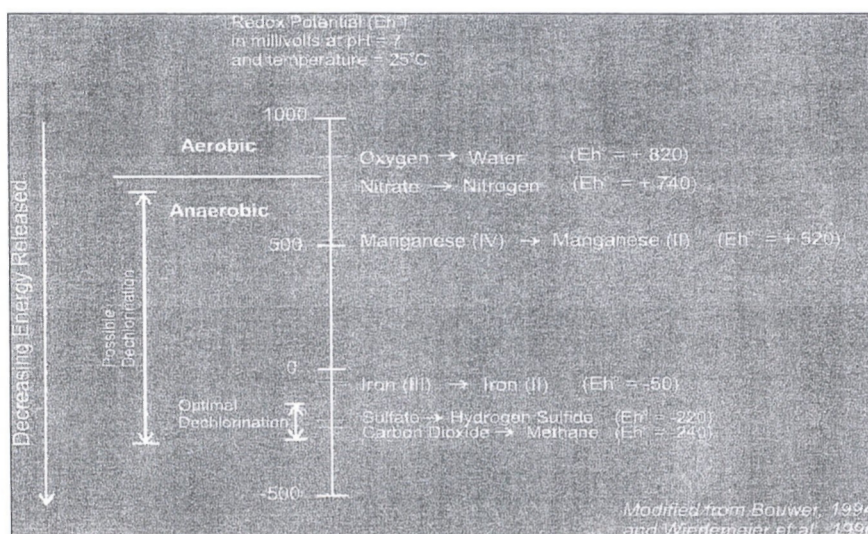 Redox Potential (Eh°)
in millivolts at pH = 7
and temperature = 25°C
1000
Aerobic
Oxygen → Water (Eh° = + 820)
Nitrate → Nitrogen (Eh° = + 740)
Anaerobic
500
Manganese (IV) → Manganese (II) (Eh° = + 520)
Decreasing Energy Released
Possible
Dechlorination
0
Iron (III) → Iron (II) (Eh° = -50)
Optimal
Dechlorination
Sulfate → Hydrogen Sulfide (Eh° = -220)
Carbon Dioxide → Methane (Eh° = -240)
-500
Modified from Bouwer, 1994
and Wiedemeier et al., 1996